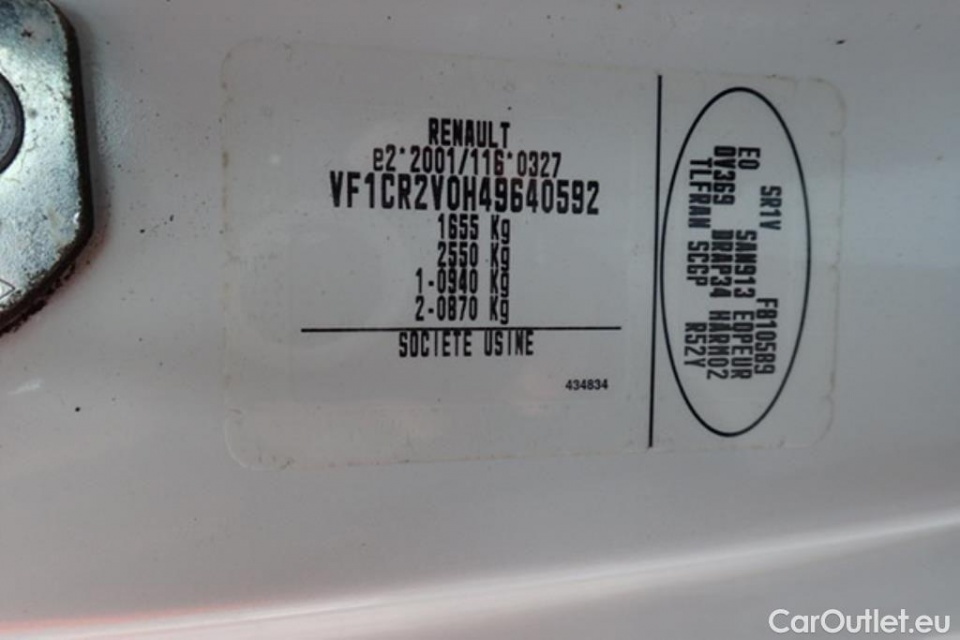 RENAULT
e2*2001/116*0327
VF1CR2V0H49640592
1655 Kg
2550 Kg
1-0940 Kg
2-0870 Kg
SOCIETE USINE
434834
FB10589
E0 SR1V SAN913 EQPEUR
DV369 DRAP34 HARM02
TLFRAN SCGP R52Y
CarOutlet.eu